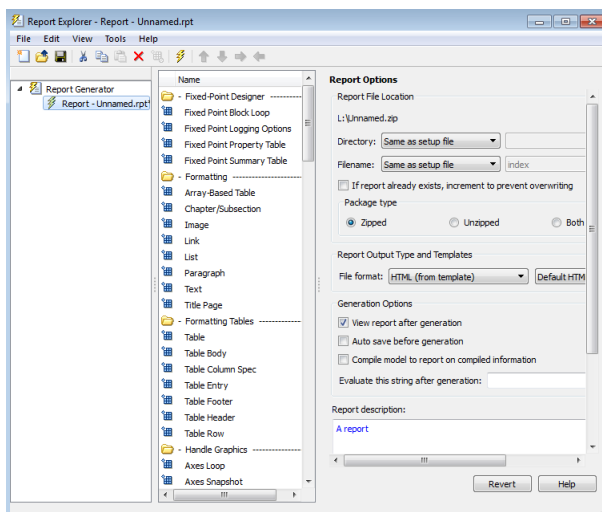 Report Explorer - Report - Unnamed.rpt
File Edit View Tools Help
Report Generator
Report - Unnamed.rpt*
Name
- Fixed-Point Designer ----------
Fixed Point Block Loop
Fixed Point Logging Options
Fixed Point Property Table
Fixed Point Summary Table
- Formatting --------------------
Array-Based Table
Chapter/Subsection
Image
Link
List
Paragraph
Text
Title Page
- Formatting Tables -------------
Table
Table Body
Table Column Spec
Table Entry
Table Footer
Table Header
Table Row
- Handle Graphics ---------------
Axes Loop
Axes Snapshot
Report Options
Report File Location
L:\Unnamed.zip
Directory: Same as setup file
Filename: Same as setup file index
If report already exists, increment to prevent overwriting
Package type
Zipped Unzipped Both
Report Output Type and Templates
File format: HTML (from template) Default HTM
Generation Options
View report after generation
Auto save before generation
Compile model to report on compiled information
Evaluate this string after generation:
Report description:
A report
Revert Help